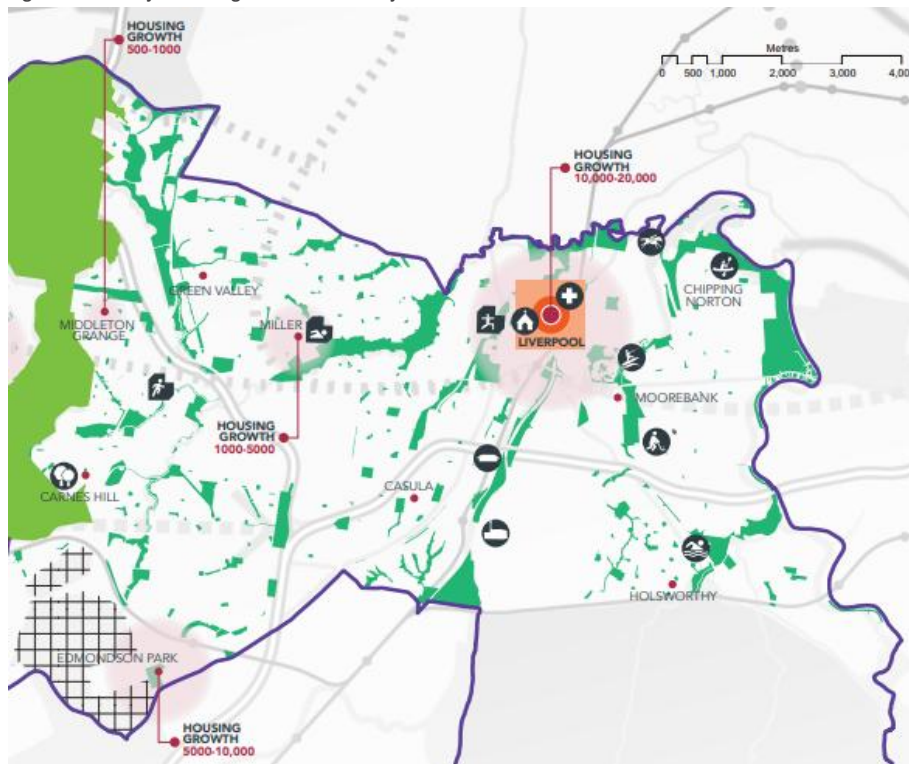 HOUSING
GROWTH
500-1000
Metres
0 500 1,000 2,000 3,000 4,00
HOUSING
GROWTH
10,000-20,000
GREEN VALLEY
CHIPPING
NORTON
MIDDLETON
GRANGE
MILLER
LIVERPOOL
MOOREBANK
HOUSING
GROWTH
1000-5000
CARNES HILL
CASULA
HOLSWORTHY
EDMONDSON PARK
HOUSING
GROWTH
5000-10,000